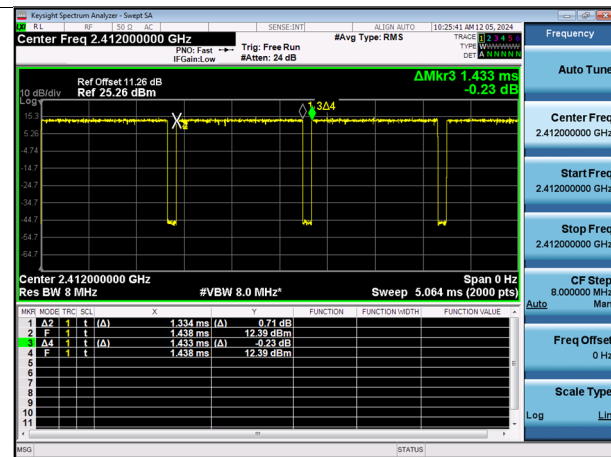 Keysight Spectrum Analyzer - Swept SA
RL RF 50 Ω AC SENSE:INT ALIGN AUTO 10:25:41 AM 12 05, 2024
Center Freq 2.412000000 GHz
PNO: Fast
IFGain:Low
Trig: Free Run
#Atten: 24 dB
#Avg Type: RMS
TRACE 1 2 3 4 5 6
TYPE WWWWWW
DET A N N N N N
Ref Offset 11.26 dB
Ref 25.26 dBm
ΔMkr3 1.433 ms
-0.23 dB
10 dB/div
Log
15.3
5.26
-4.74
-14.7
-24.7
-34.7
-44.7
-54.7
-64.7
3Δ4
Center 2.412000000 GHz
Span 0 Hz
Res BW 8 MHz
#VBW 8.0 MHz*
Sweep 5.064 ms (2000 pts)
MKR MODE TRC SCL X Y FUNCTION FUNCTION WIDTH FUNCTION VALUE
1 Δ2 1 t (Δ) 1.334 ms (Δ) 0.71 dB
2 F 1 t 1.438 ms 12.39 dBm
3 Δ4 1 t (Δ) 1.433 ms (Δ) -0.23 dB
4 F 1 t 1.438 ms 12.39 dBm
5
6
7
8
9
10
11
MSG STATUS
Frequency
Auto Tune
Center Freq
2.412000000 GHz
Start Freq
2.412000000 GHz
Stop Freq
2.412000000 GHz
CF Step
8.000000 MHz
Auto Man
Freq Offset
0 Hz
Scale Type
Log Lin